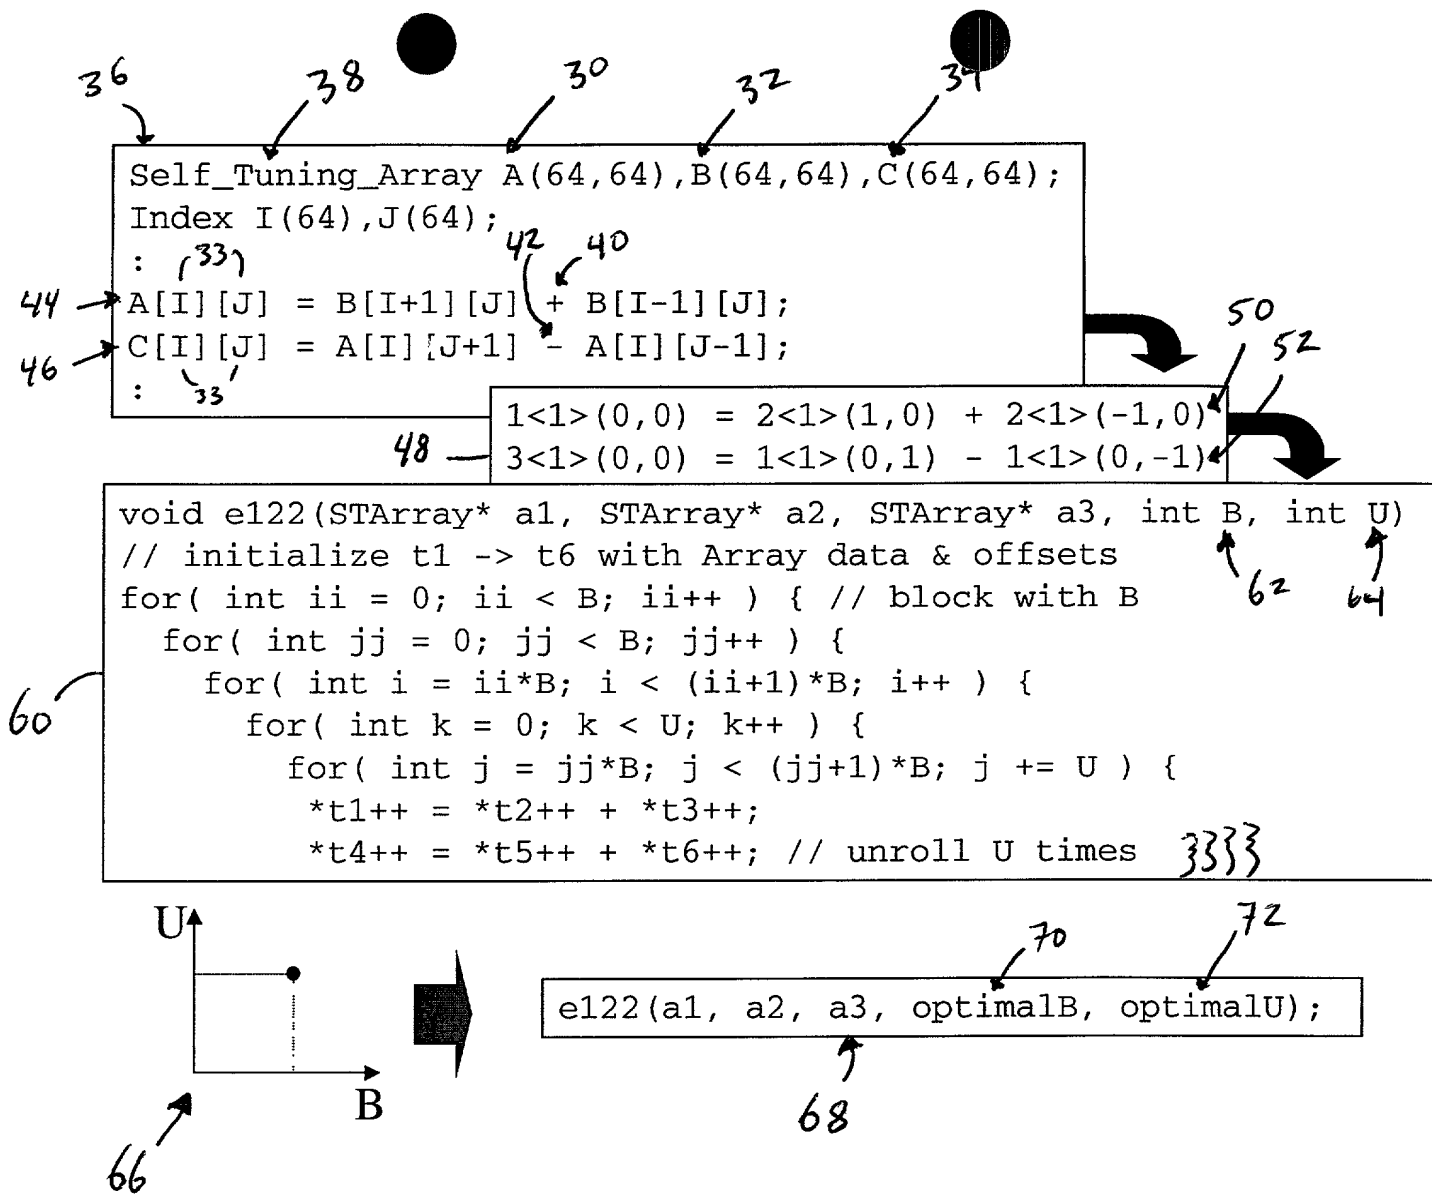 36 38 30 32 34
Self_Tuning_Array A(64,64),B(64,64),C(64,64);
Index I(64),J(64);
: 33 42 40
44 A[I][J] = B[I+1][J] + B[I-1][J];
46 C[I][J] = A[I][J+1] - A[I][J-1];
: 33
50 52
1<1>(0,0) = 2<1>(1,0) + 2<1>(-1,0)
48 3<1>(0,0) = 1<1>(0,1) - 1<1>(0,-1)
void e122(STArray* a1, STArray* a2, STArray* a3, int B, int U)
// initialize t1 -> t6 with Array data & offsets
62 64
for( int ii = 0; ii < B; ii++ ) { // block with B
for( int jj = 0; jj < B; jj++ ) {
for( int i = ii*B; i < (ii+1)*B; i++ ) {
60
for( int k = 0; k < U; k++ ) {
for( int j = jj*B; j < (jj+1)*B; j += U ) {
*t1++ = *t2++ + *t3++;
*t4++ = *t5++ + *t6++; // unroll U times }}}}
U
B
66
70 72
e122(a1, a2, a3, optimalB, optimalU);
68